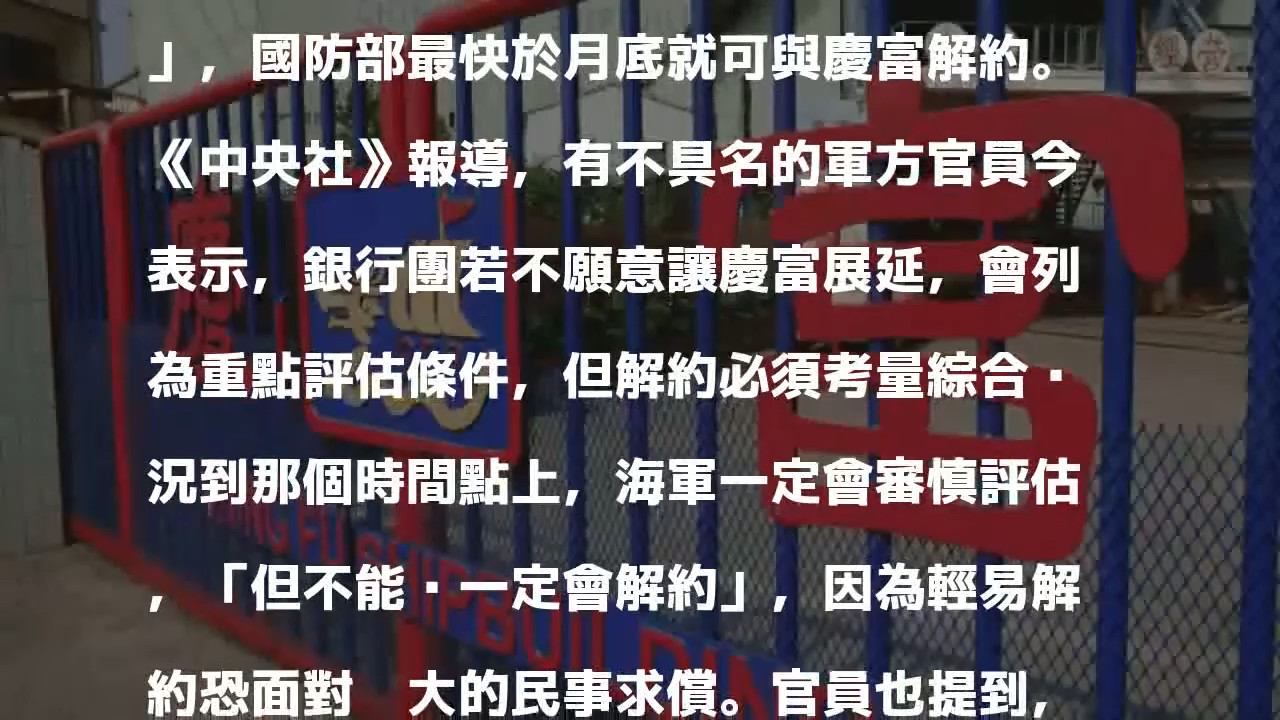 」，國防部最快於月底就可與慶富解約。
《中央社》報導，有不具名的軍方官員今
表示，銀行團若不願意讓慶富展延，會列
為重點評估條件，但解約必須考量綜合·
況到那個時間點上，海軍一定會審慎評估
，「但不能·一定會解約」，因為輕易解
約恐面對　大的民事求償。官員也提到，
慶
富
FU SHIPBUILDING